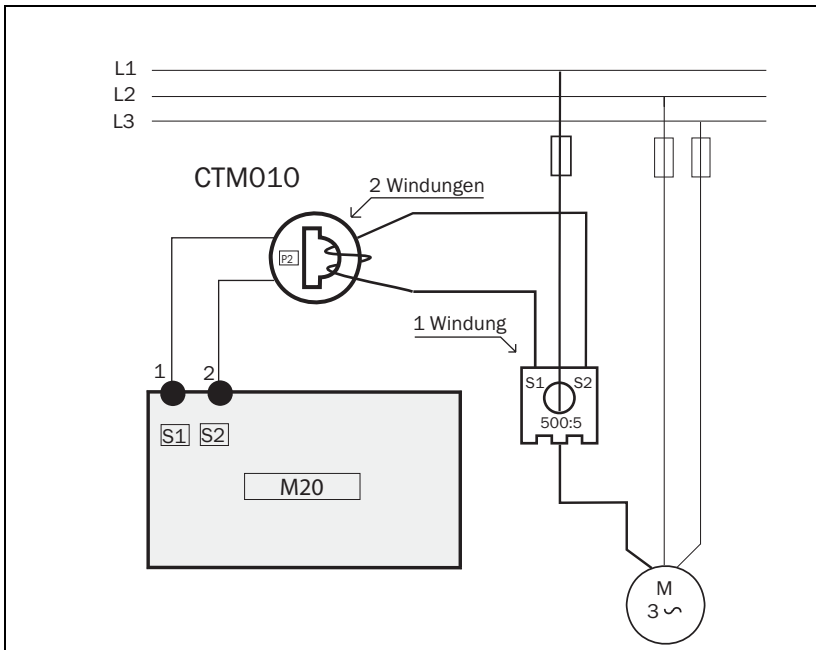 L1
L2
L3
CTM010
2 Windungen
P2
1 Windung
S1 S2
500:5
1 2
S1 S2
M20
M
3 ~